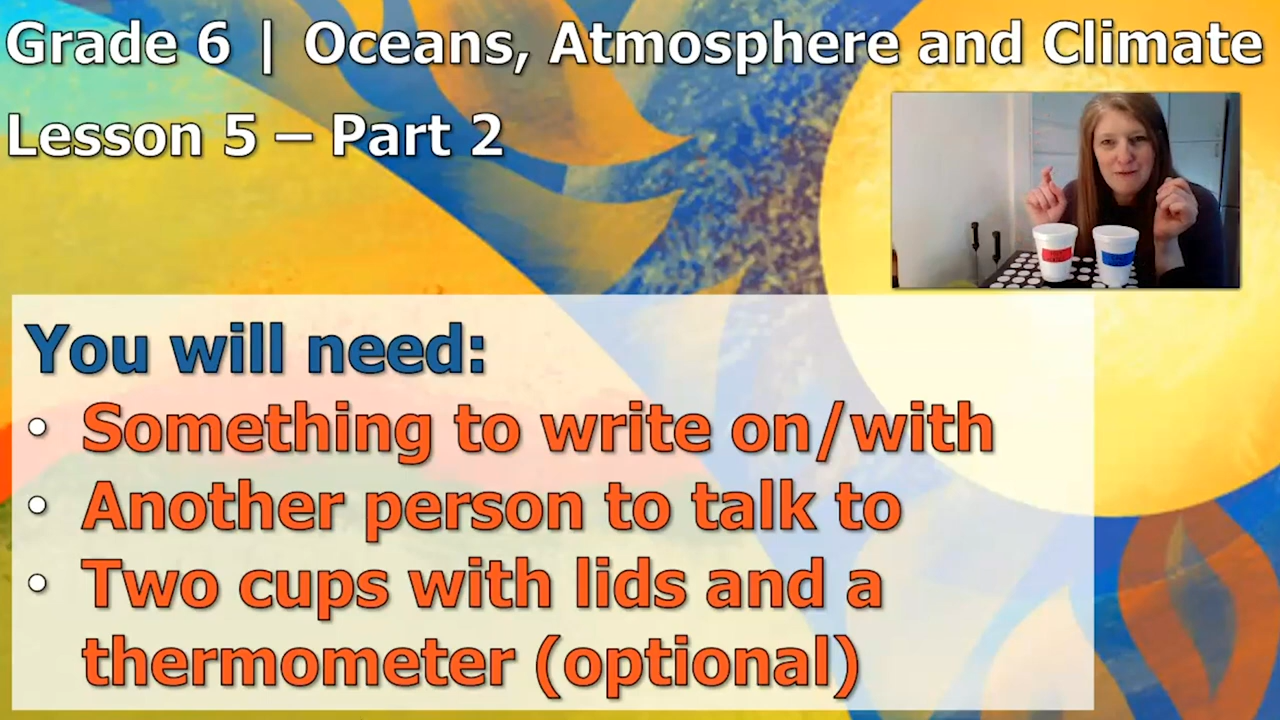 Grade 6 | Oceans, Atmosphere and Climate
Lesson 5 – Part 2
You will need:
• Something to write on/with
• Another person to talk to
• Two cups with lids and a
thermometer (optional)